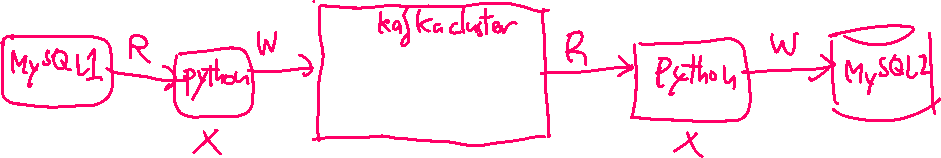 kafka cluster
MySQL1
R
python
W
R
Python
W
MySQL2
X
X